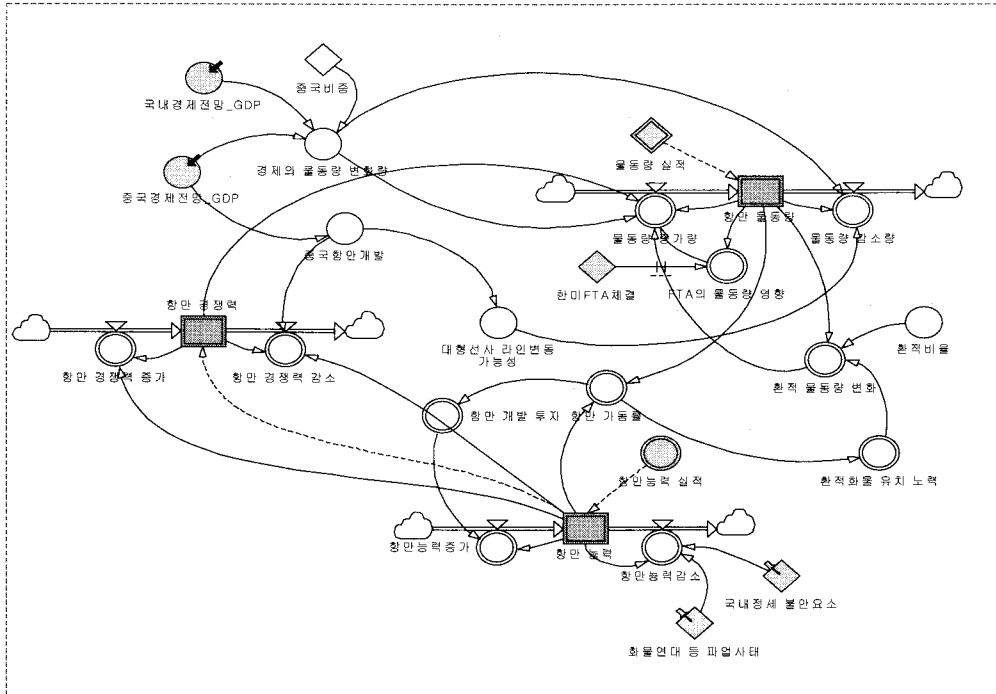 국내경제전망_GDP
중국비중
물동량 실적
경제의 물동량 변화량
중국경제전망_GDP
항만 물동량
물동량 증가량
물동량 감소량
중국항만개발
한미FTA체결
FTA의 물동량 영향
항만 경쟁력
대형선사 라인변동
가능성
환적비율
항만 경쟁력 증가
항만 경쟁력 감소
환적 물동량 변화
항만 개발 투자
항만 가동률
항만능력 실적
환적화물 유치 노력
항만능력증가
항만 능력
항만능력감소
국내정세 불안요소
화물연대 등 파업사태